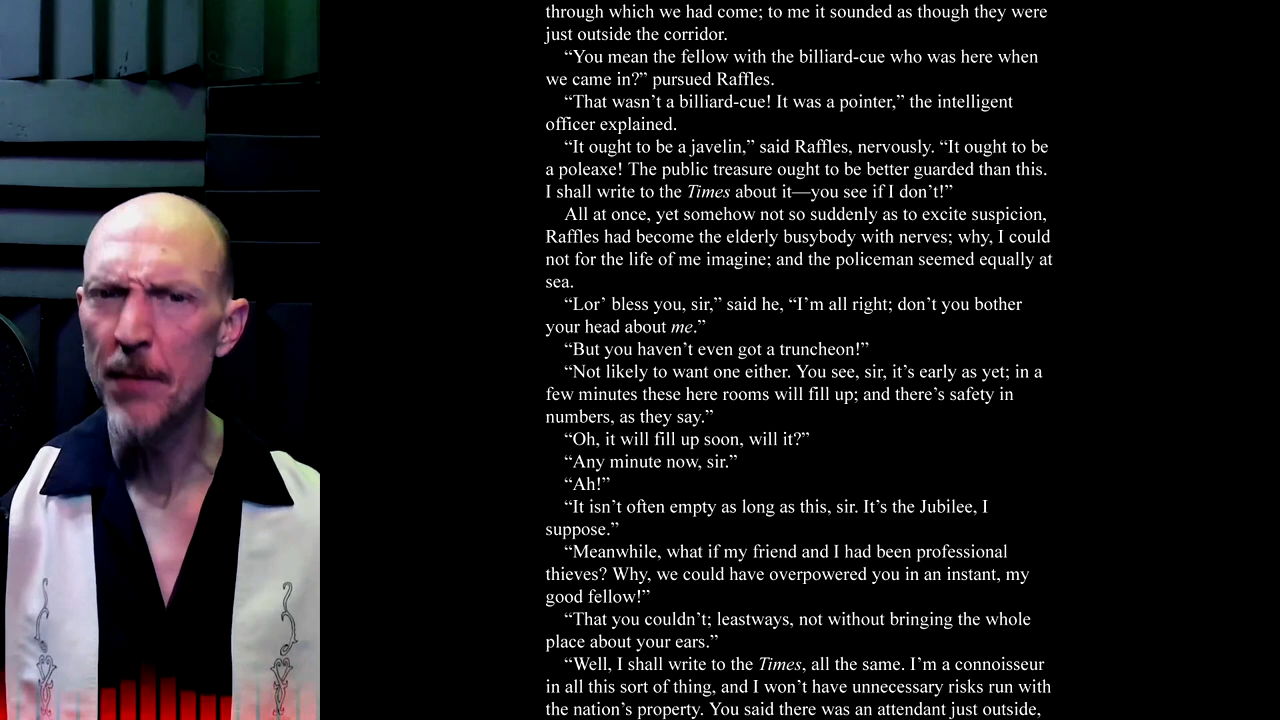 through which we had come; to me it sounded as though they were
just outside the corridor.
“You mean the fellow with the billiard-cue who was here when
we came in?” pursued Raffles.
“That wasn’t a billiard-cue! It was a pointer,” the intelligent
officer explained.
“It ought to be a javelin,” said Raffles, nervously. “It ought to be
a poleaxe! The public treasure ought to be better guarded than this.
I shall write to the Times about it—you see if I don’t!”
All at once, yet somehow not so suddenly as to excite suspicion,
Raffles had become the elderly busybody with nerves; why, I could
not for the life of me imagine; and the policeman seemed equally at
sea.
“Lor’ bless you, sir,” said he, “I’m all right; don’t you bother
your head about me.”
“But you haven’t even got a truncheon!”
“Not likely to want one either. You see, sir, it’s early as yet; in a
few minutes these here rooms will fill up; and there’s safety in
numbers, as they say.”
“Oh, it will fill up soon, will it?”
“Any minute now, sir.”
“Ah!”
“It isn’t often empty as long as this, sir. It’s the Jubilee, I
suppose.”
“Meanwhile, what if my friend and I had been professional
thieves? Why, we could have overpowered you in an instant, my
good fellow!”
“That you couldn’t; leastways, not without bringing the whole
place about your ears.”
“Well, I shall write to the Times, all the same. I’m a connoisseur
in all this sort of thing, and I won’t have unnecessary risks run with
the nation’s property. You said there was an attendant just outside,